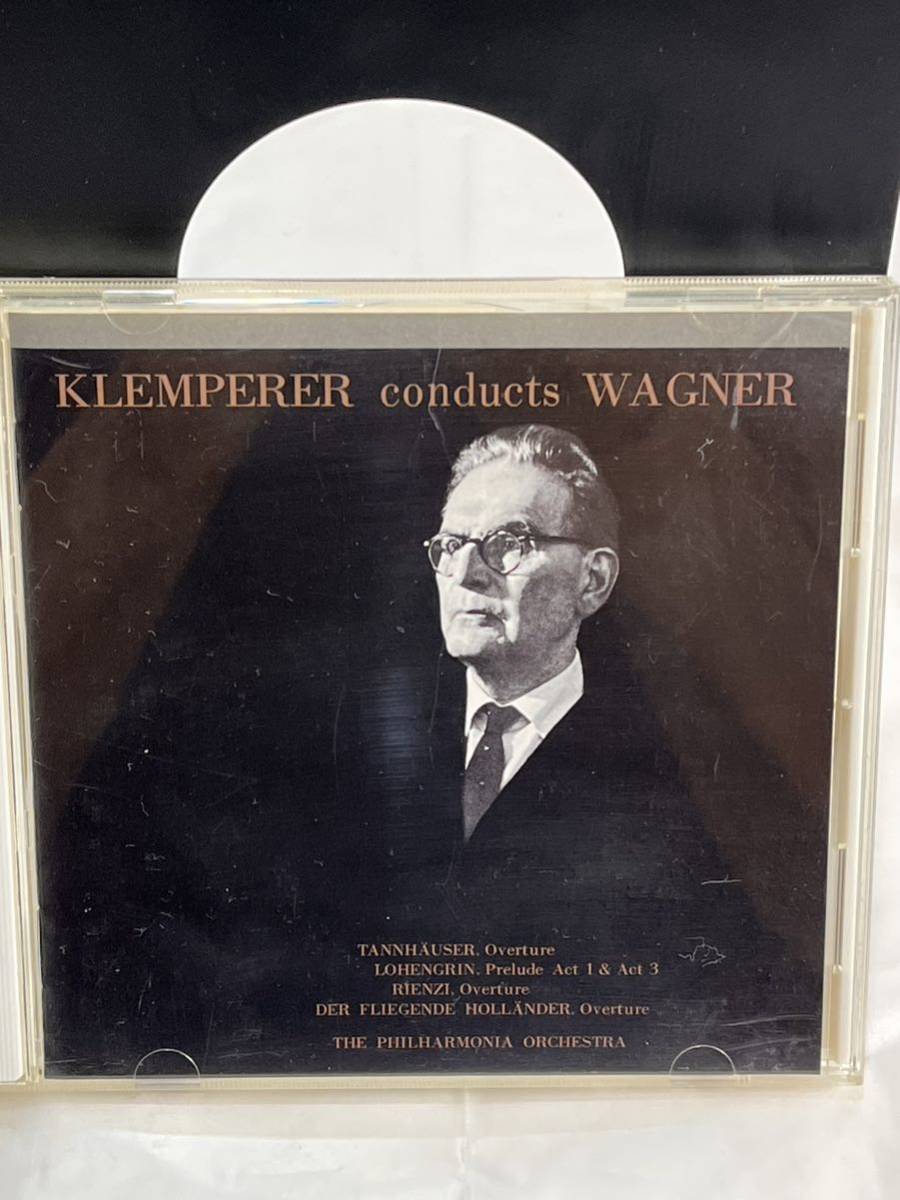 KLEMPERER conducts WAGNER
TANNHÄUSER, Overture
LOHENGRIN, Prelude Act 1 & Act 3
RIENZI, Overture
DER FLIEGENDE HOLLÄNDER, Overture
THE PHILHARMONIA ORCHESTRA